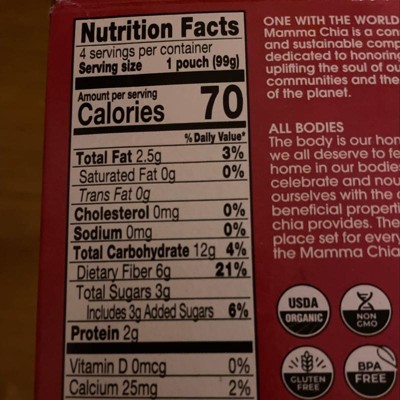 Nutrition Facts
4 servings per container
Serving size 1 pouch (99g)
Amount per serving
Calories 70
% Daily Value*
Total Fat 2.5g 3%
Saturated Fat 0g 0%
Trans Fat 0g
Cholesterol 0mg 0%
Sodium 0mg 0%
Total Carbohydrate 12g 4%
Dietary Fiber 6g 21%
Total Sugars 3g
Includes 3g Added Sugars 6%
Protein 2g
Vitamin D 0mcg 0%
Calcium 25mg 2%
ONE WITH THE WORLD
Mamma Chia is a con
and sustainable comp
dedicated to honoring
uplifting the soul of ou
communities and the
of the planet.
ALL BODIES
The body is our hom
we all deserve to fe
home in our bodies
celebrate and nou
ourselves with the
beneficial properti
chia provides. The
place set for every
the Mamma Chia
USDA
ORGANIC
NON
GMO
GLUTEN
FREE
BPA
FREE